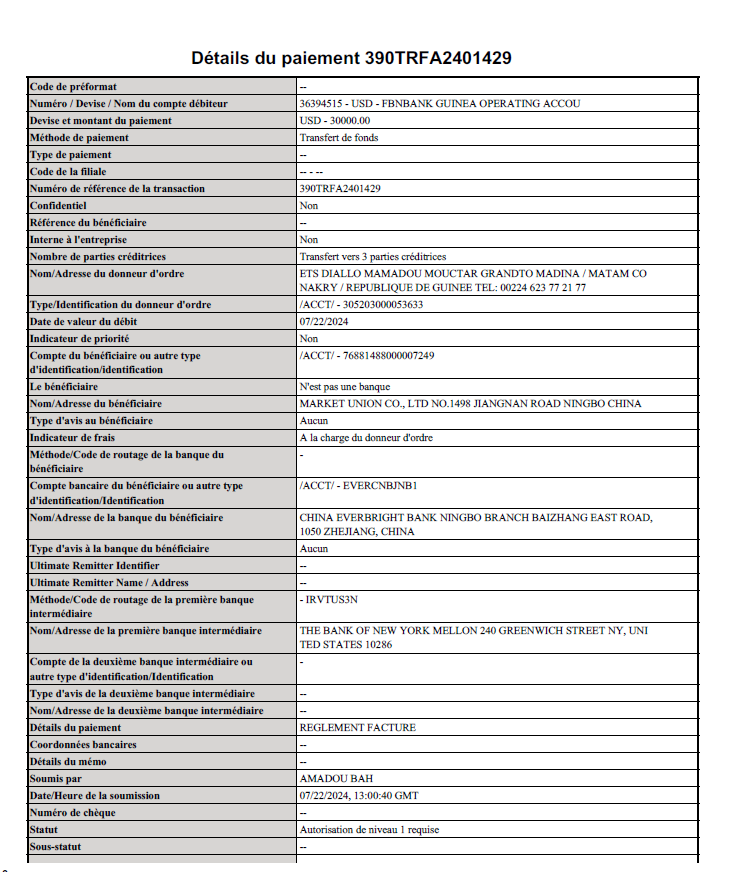 Détails du paiement 390TRFA2401429
Code de préformat --
Numéro / Devise / Nom du compte débiteur 36394515 - USD - FBNBANK GUINEA OPERATING ACCOU
Devise et montant du paiement USD - 30000.00
Méthode de paiement Transfert de fonds
Type de paiement --
Code de la filiale -- - --
Numéro de référence de la transaction 390TRFA2401429
Confidentiel Non
Référence du bénéficiaire --
Interne à l'entreprise Non
Nombre de parties créditrices Transfert vers 3 parties créditrices
Nom/Adresse du donneur d'ordre ETS DIALLO MAMADOU MOUCTAR GRANDTO MADINA / MATAM CO
NAKRY / REPUBLIQUE DE GUINEE TEL: 00224 623 77 21 77
Type/Identification du donneur d'ordre /ACCT/ - 305203000053633
Date de valeur du débit 07/22/2024
Indicateur de priorité Non
Compte du bénéficiaire ou autre type /ACCT/ - 76881488000007249
d'identification/identification
Le bénéficiaire N'est pas une banque
Nom/Adresse du bénéficiaire MARKET UNION CO., LTD NO.1498 JIANGNAN ROAD NINGBO CHINA
Type d'avis au bénéficiaire Aucun
Indicateur de frais A la charge du donneur d'ordre
Méthode/Code de routage de la banque du -
bénéficiaire
Compte bancaire du bénéficiaire ou autre type /ACCT/ - EVERCNBJNB1
d'identification/Identification
Nom/Adresse de la banque du bénéficiaire CHINA EVERBRIGHT BANK NINGBO BRANCH BAIZHANG EAST ROAD,
1050 ZHEJIANG, CHINA
Type d'avis à la banque du bénéficiaire Aucun
Ultimate Remitter Identifier --
Ultimate Remitter Name / Address --
Méthode/Code de routage de la première banque - IRVTUS3N
intermédiaire
Nom/Adresse de la première banque intermédiaire THE BANK OF NEW YORK MELLON 240 GREENWICH STREET NY, UNI
TED STATES 10286
Compte de la deuxième banque intermédiaire ou -
autre type d'identification/Identification
Type d'avis de la deuxième banque intermédiaire --
Nom/Adresse de la deuxième banque intermédiaire --
Détails du paiement REGLEMENT FACTURE
Coordonnées bancaires --
Détails du mémo --
Soumis par AMADOU BAH
Date/Heure de la soumission 07/22/2024, 13:00:40 GMT
Numéro de chèque --
Statut Autorisation de niveau 1 requise
Sous-statut --